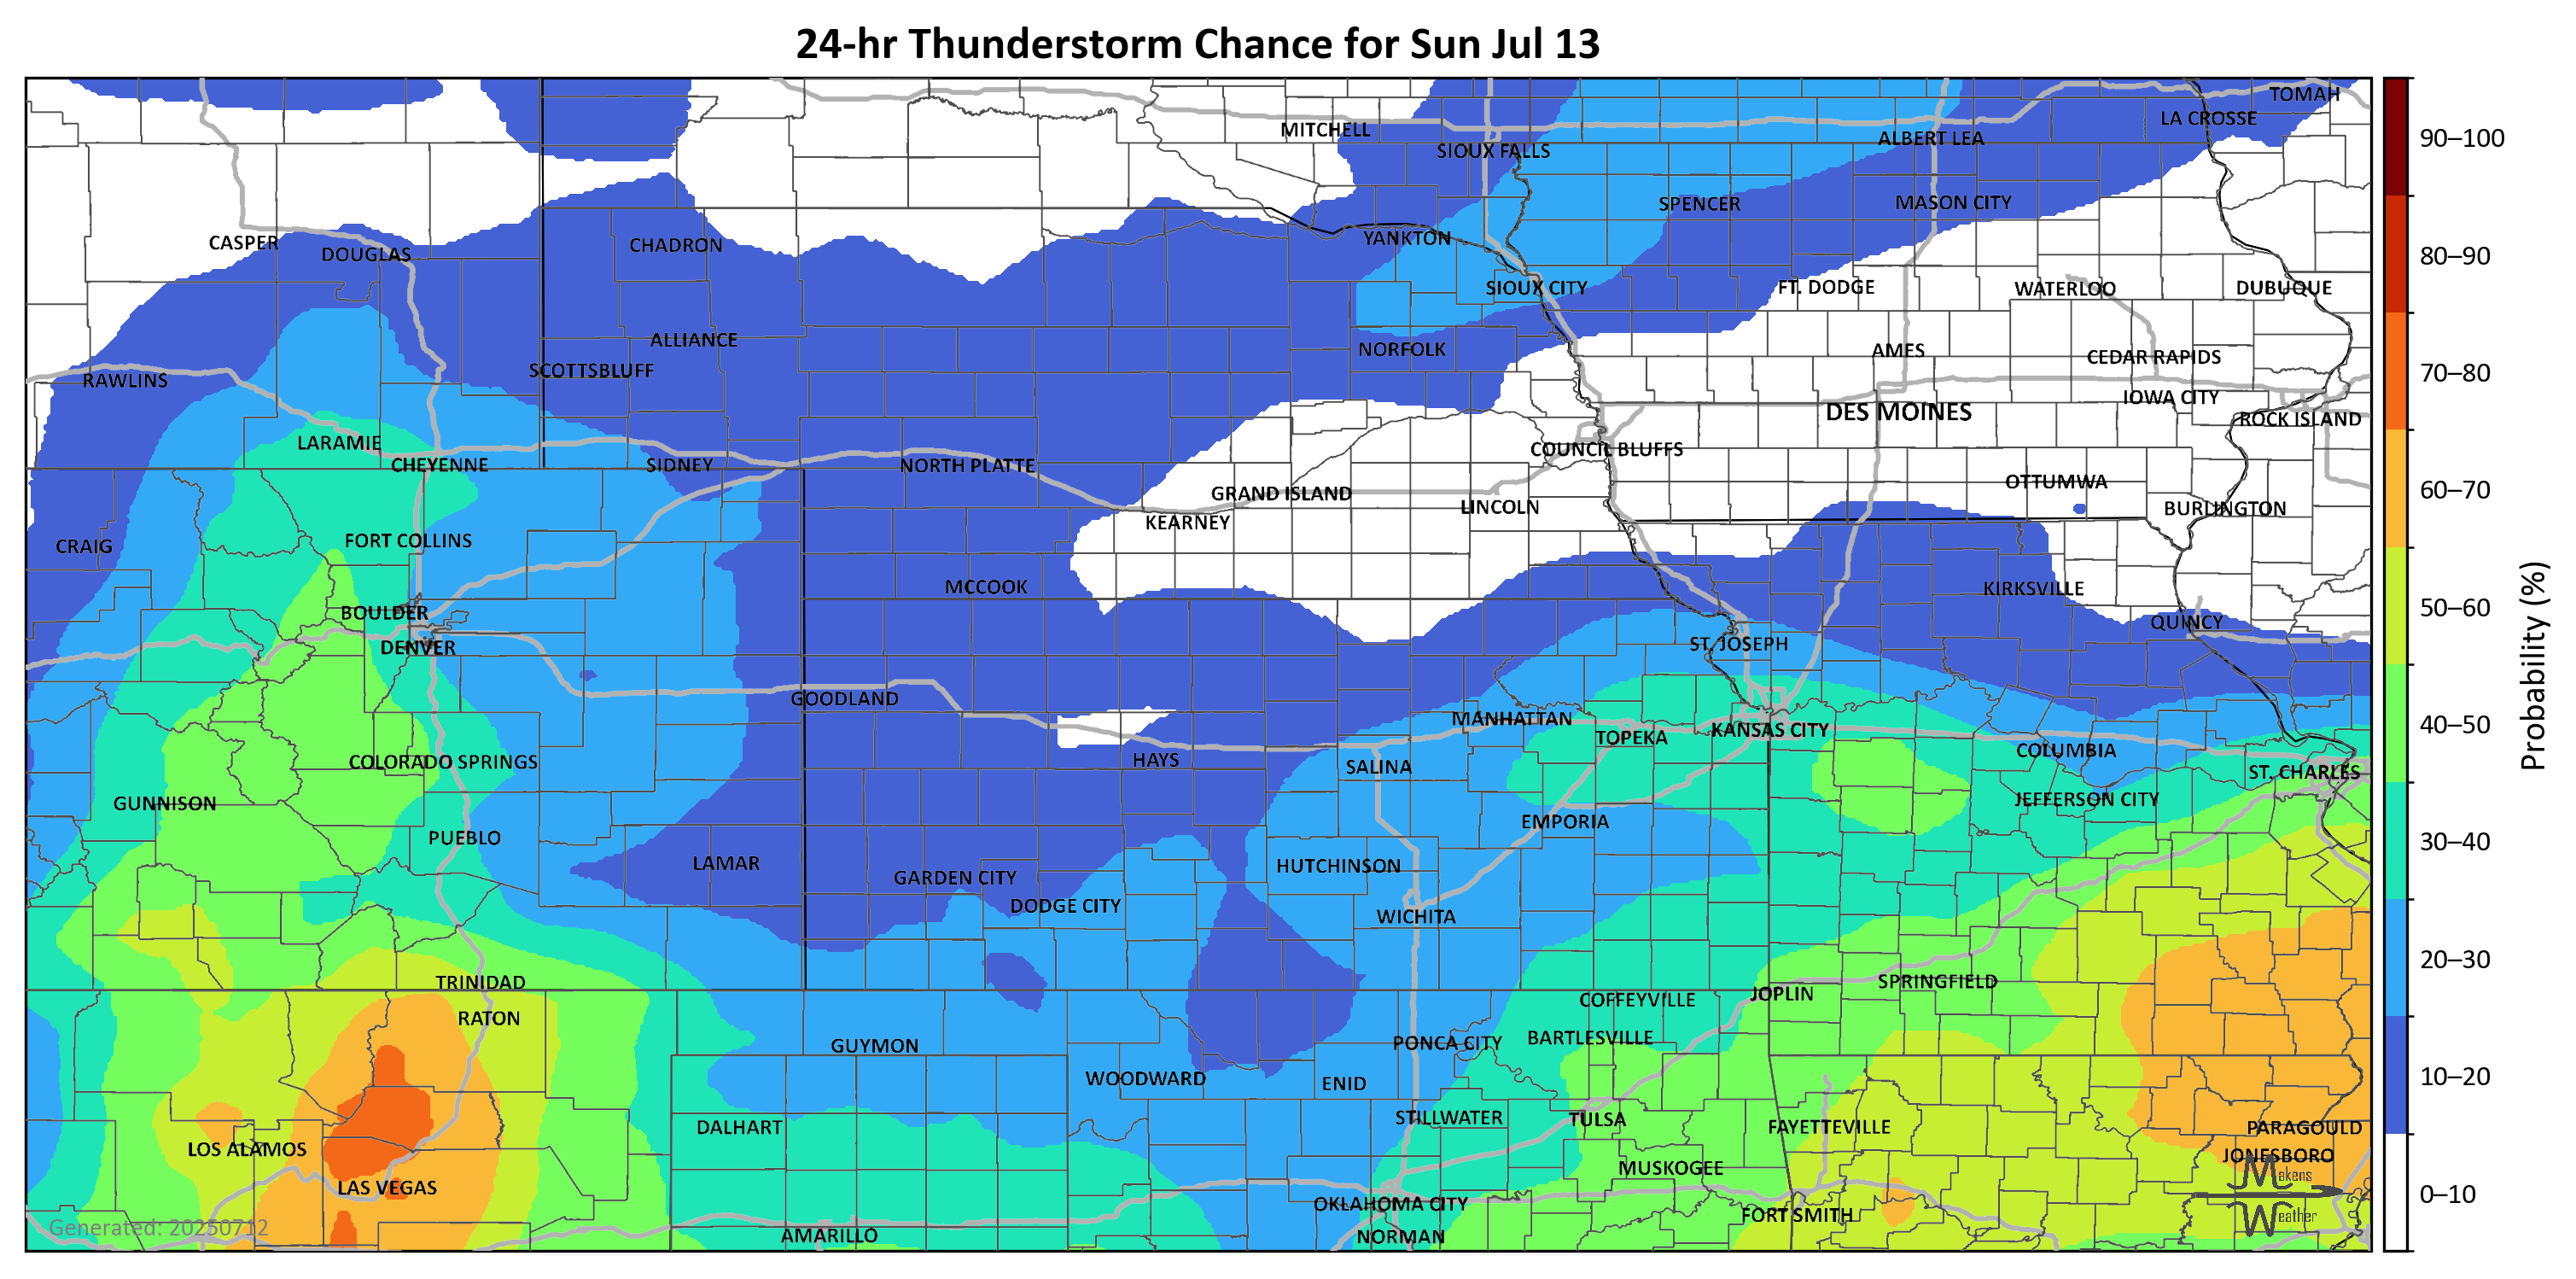 24-hr Thunderstorm Chance for Sun Jul 13
TOMAH
LA CROSSE
MITCHELL
ALBERT LEA
SIOUX FALLS
SPENCER
MASON CITY
CASPER
DOUGLAS
CHADRON
YANKTON
SIOUX CITY
FT. DODGE
WATERLOO
DUBUQUE
ALLIANCE
NORFOLK
AMES
CEDAR RAPIDS
RAWLINS
SCOTTSBLUFF
IOWA CITY
DES MOINES
ROCK ISLAND
LARAMIE
COUNCIL BLUFFS
CHEYENNE
SIDNEY
NORTH PLATTE
OTTUMWA
GRAND ISLAND
LINCOLN
BURLINGTON
KEARNEY
CRAIG
FORT COLLINS
MCCOOK
KIRKSVILLE
BOULDER
QUINCY
DENVER
ST. JOSEPH
GOODLAND
MANHATTAN
TOPEKA
KANSAS CITY
COLUMBIA
COLORADO SPRINGS
HAYS
SALINA
ST. CHARLES
GUNNISON
JEFFERSON CITY
EMPORIA
PUEBLO
LAMAR
HUTCHINSON
GARDEN CITY
DODGE CITY
WICHITA
TRINIDAD
SPRINGFIELD
JOPLIN
COFFEYVILLE
RATON
BARTLESVILLE
PONCA CITY
GUYMON
WOODWARD
ENID
STILLWATER
TULSA
DALHART
FAYETTEVILLE
PARAGOULD
LOS ALAMOS
JONESBORO
MUSKOGEE
LAS VEGAS
OKLAHOMA CITY
FORT SMITH
AMARILLO
NORMAN
Generated: 20250712
Makens
Weather
90–100
80–90
70–80
60–70
50–60
40–50
30–40
20–30
10–20
0–10
Probability (%)